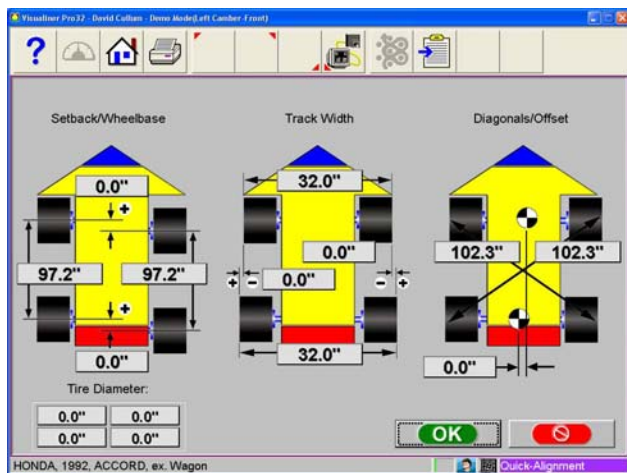 Visualiner Pro32 - David Cullum - Demo Mode(Left Camber-Front)
?
Setback/Wheelbase
Track Width
Diagonals/Offset
0.0"
32.0"
+
0.0"
97.2"
97.2"
102.3"
102.3"
+ - 0.0" - +
+
0.0"
32.0"
0.0"
Tire Diameter:
0.0" 0.0"
0.0" 0.0"
OK
HONDA, 1992, ACCORD, ex. Wagon
Quick-Alignment